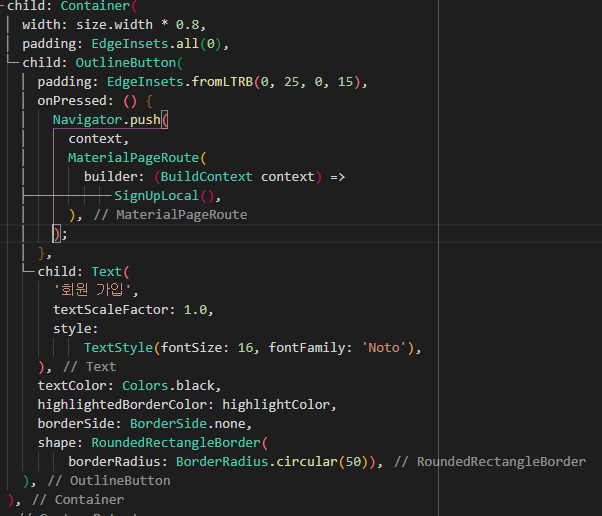 child: Container(
width: size.width * 0.8,
padding: EdgeInsets.all(0),
child: OutlineButton(
padding: EdgeInsets.fromLTRB(0, 25, 0, 15),
onPressed: () {
Navigator.push(
context,
MaterialPageRoute(
builder: (BuildContext context) =>
SignUpLocal(),
), // MaterialPageRoute
);
},
child: Text(
'회원 가입',
textScaleFactor: 1.0,
style:
TextStyle(fontSize: 16, fontFamily: 'Noto'),
), // Text
textColor: Colors.black,
highlightedBorderColor: highlightColor,
borderSide: BorderSide.none,
shape: RoundedRectangleBorder(
borderRadius: BorderRadius.circular(50)), // RoundedRectangleBorder
), // OutlineButton
), // Container